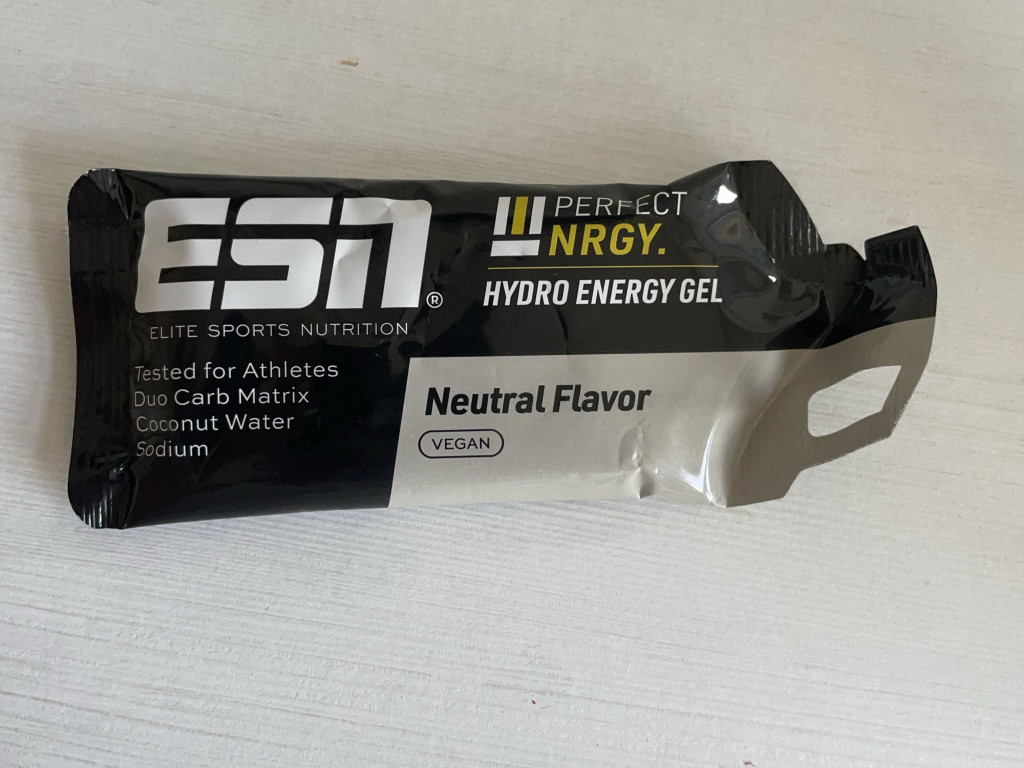 ESN®
ELITE SPORTS NUTRITION
Tested for Athletes
Duo Carb Matrix
Coconut Water
Sodium
PERFECT
NRGY.
HYDRO ENERGY GEL
Neutral Flavor
VEGAN